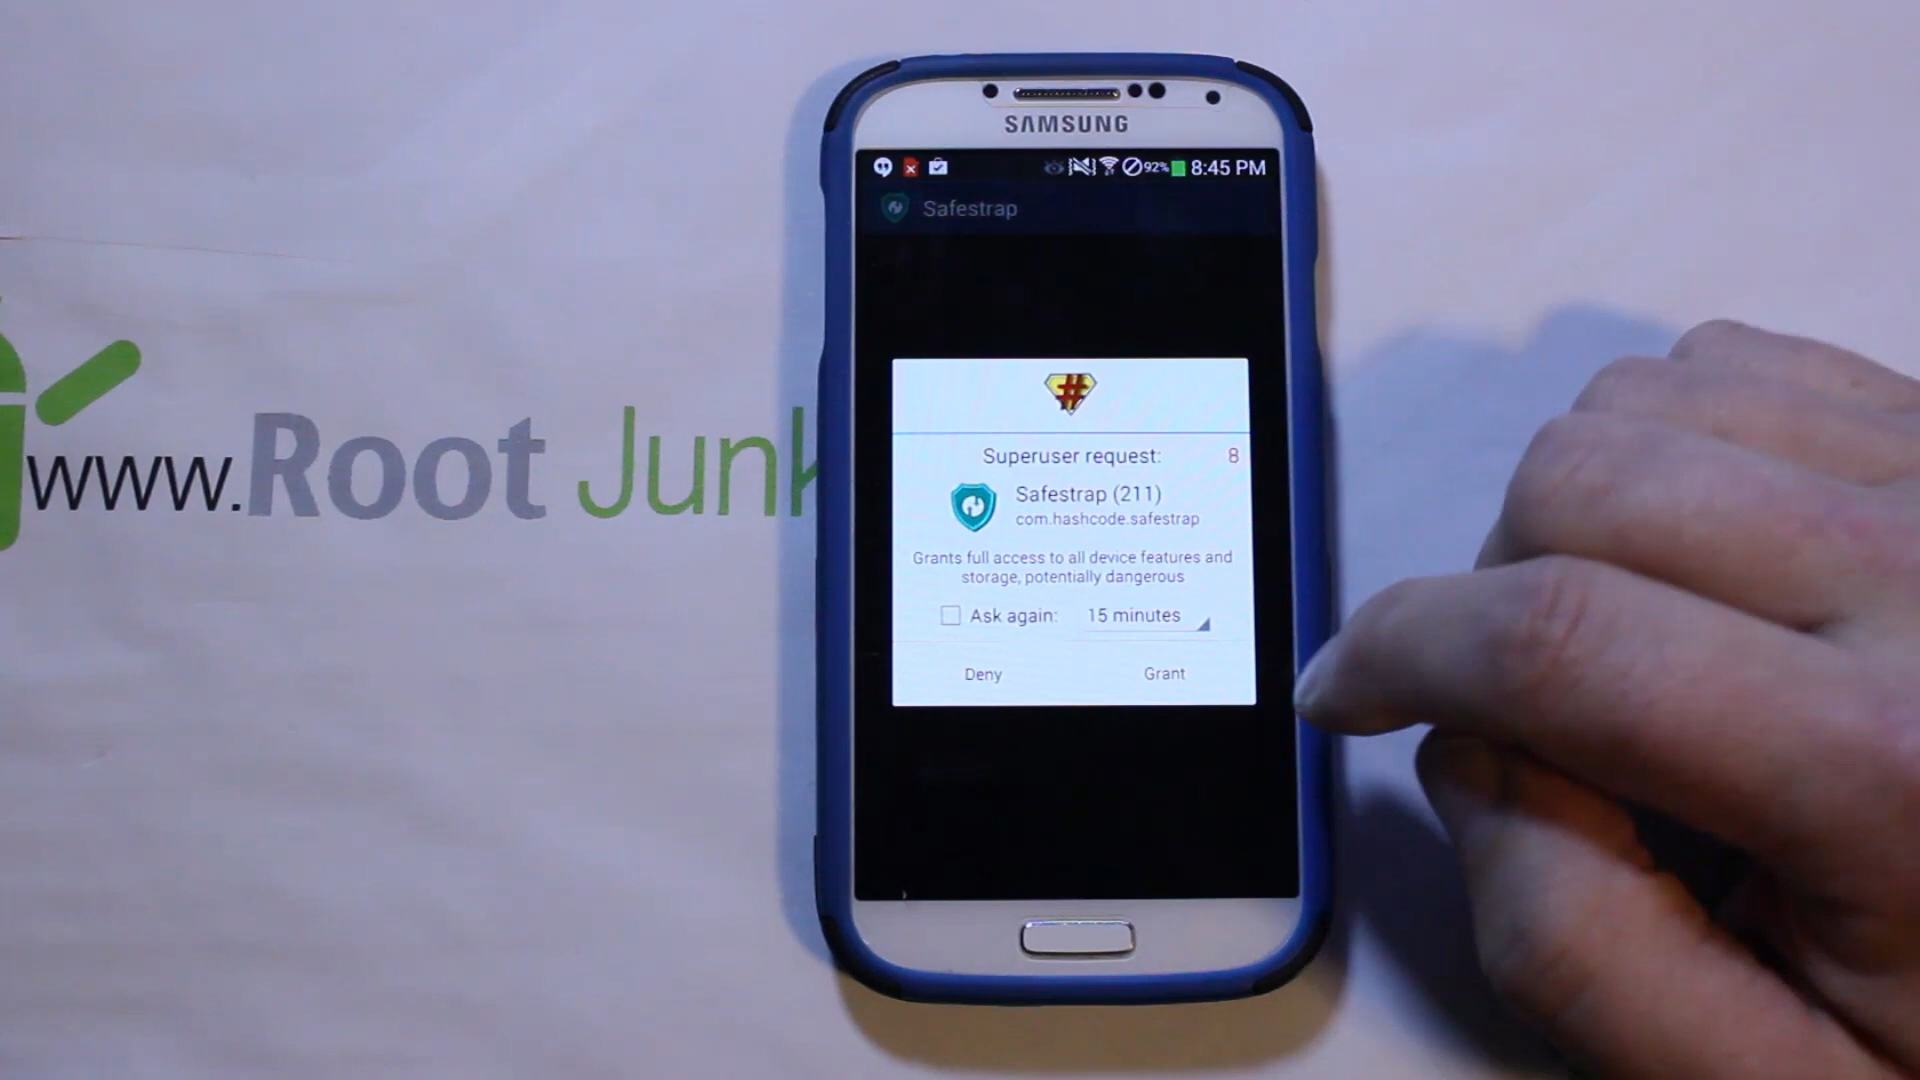 SAMSUNG
92% 8:45 PM
Safestrap
Superuser request: 8
Safestrap (211)
com.hashcode.safestrap
Grants full access to all device features and
storage, potentially dangerous
Ask again: 15 minutes
Deny Grant
www.Root Junk